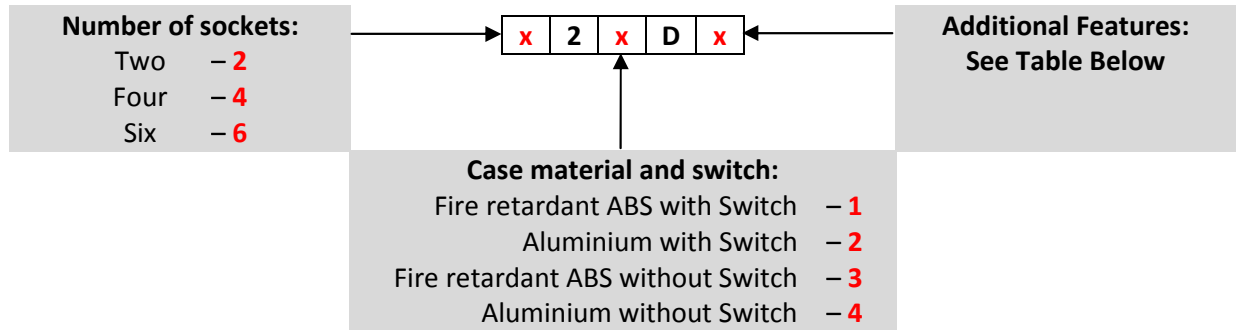 Number of sockets:
Two – 2
Four – 4
Six – 6
x 2 x D x
Additional Features:
See Table Below
Case material and switch:
Fire retardant ABS with Switch – 1
Aluminium with Switch – 2
Fire retardant ABS without Switch – 3
Aluminium without Switch – 4